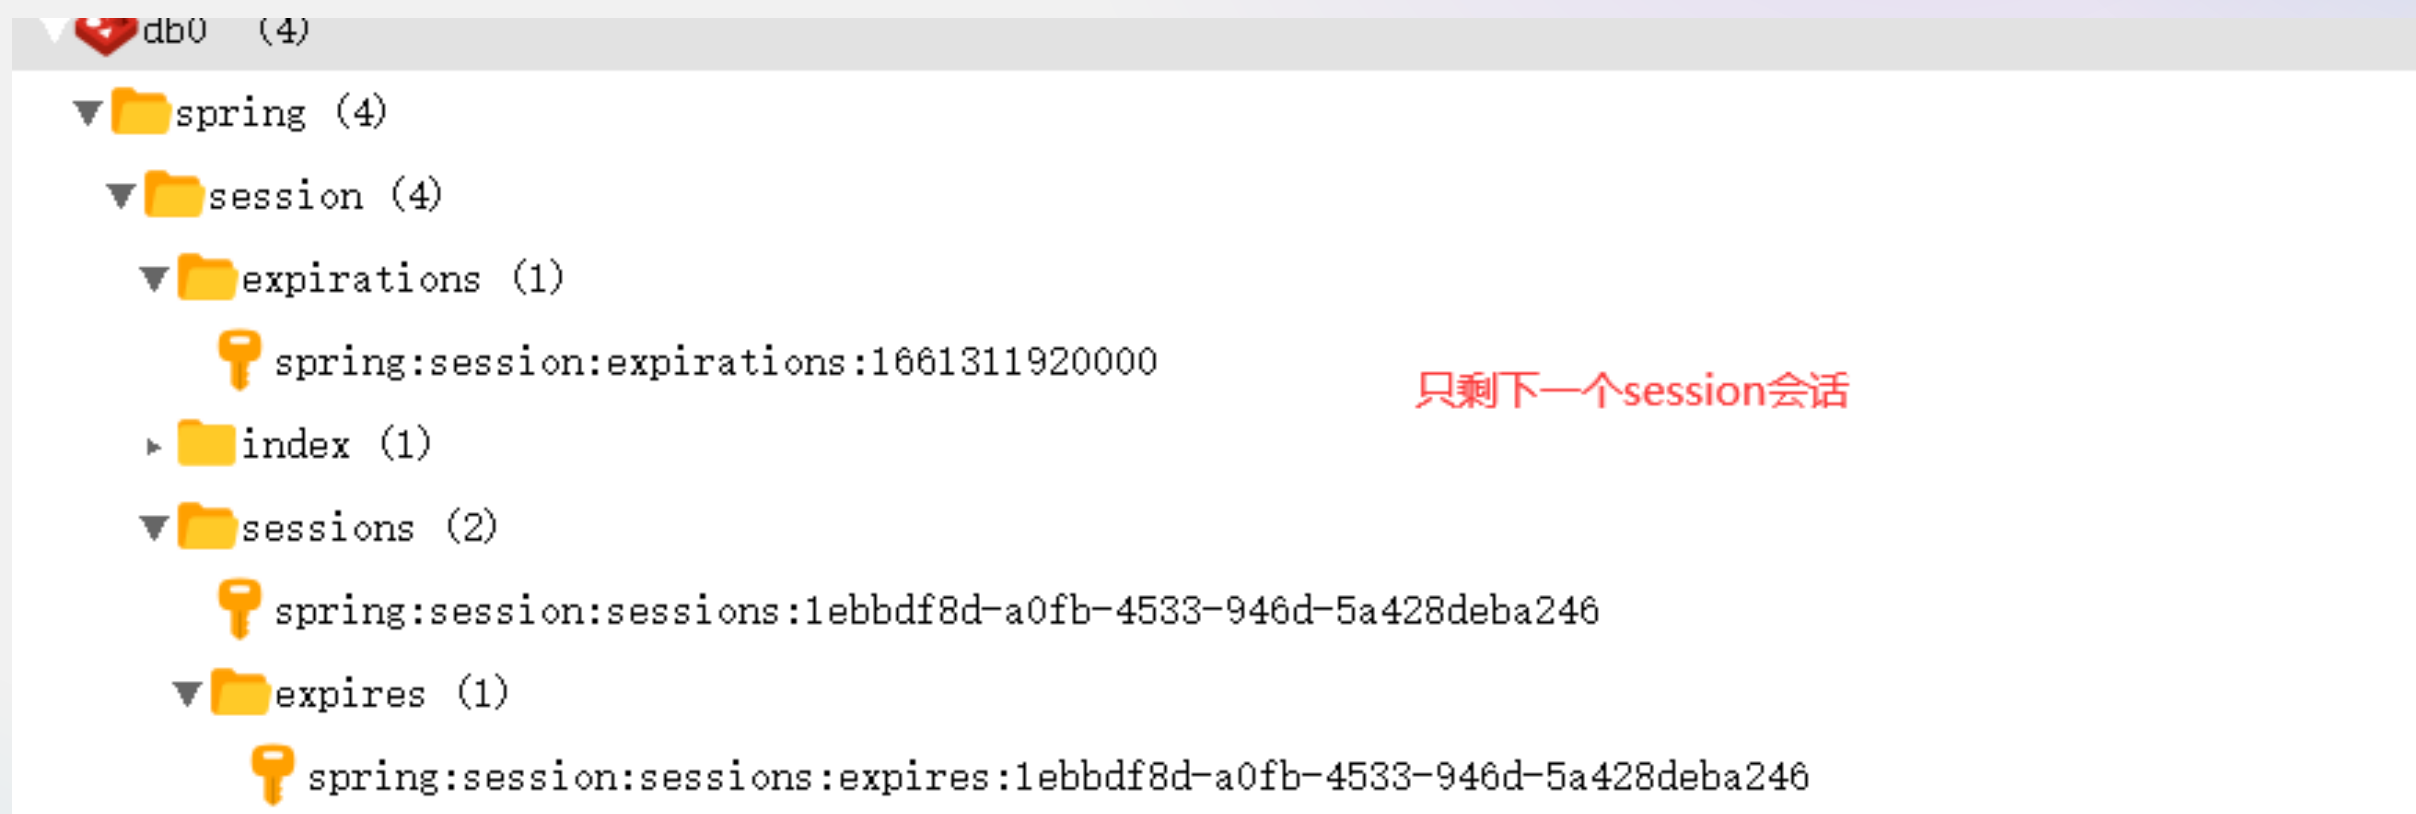 db0 (4)
spring (4)
session (4)
expirations (1)
spring:session:expirations:1661311920000
只剩下一个session会话
index (1)
sessions (2)
spring:session:sessions:1ebbdf8d-a0fb-4533-946d-5a428deba246
expires (1)
spring:session:sessions:expires:1ebbdf8d-a0fb-4533-946d-5a428deba246